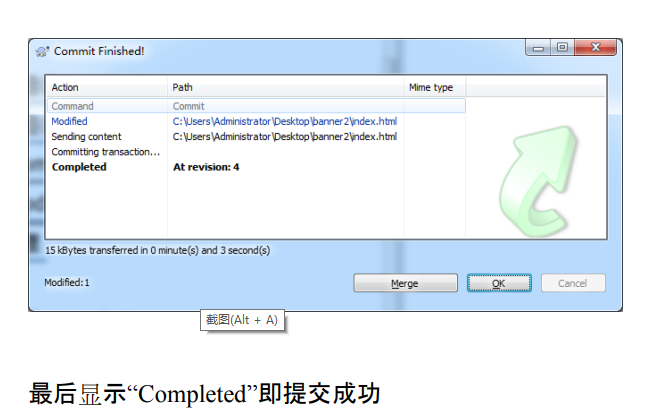 Commit Finished!
Action Path Mime type
Command Commit
Modified C:\Users\Administrator\Desktop\banner2\index.html
Sending content C:\Users\Administrator\Desktop\banner2\index.html
Committing transaction...
Completed At revision: 4
15 kBytes transferred in 0 minute(s) and 3 second(s)
Modified:1
Merge OK Cancel
截图(Alt + A)
最后显示“Completed”即提交成功